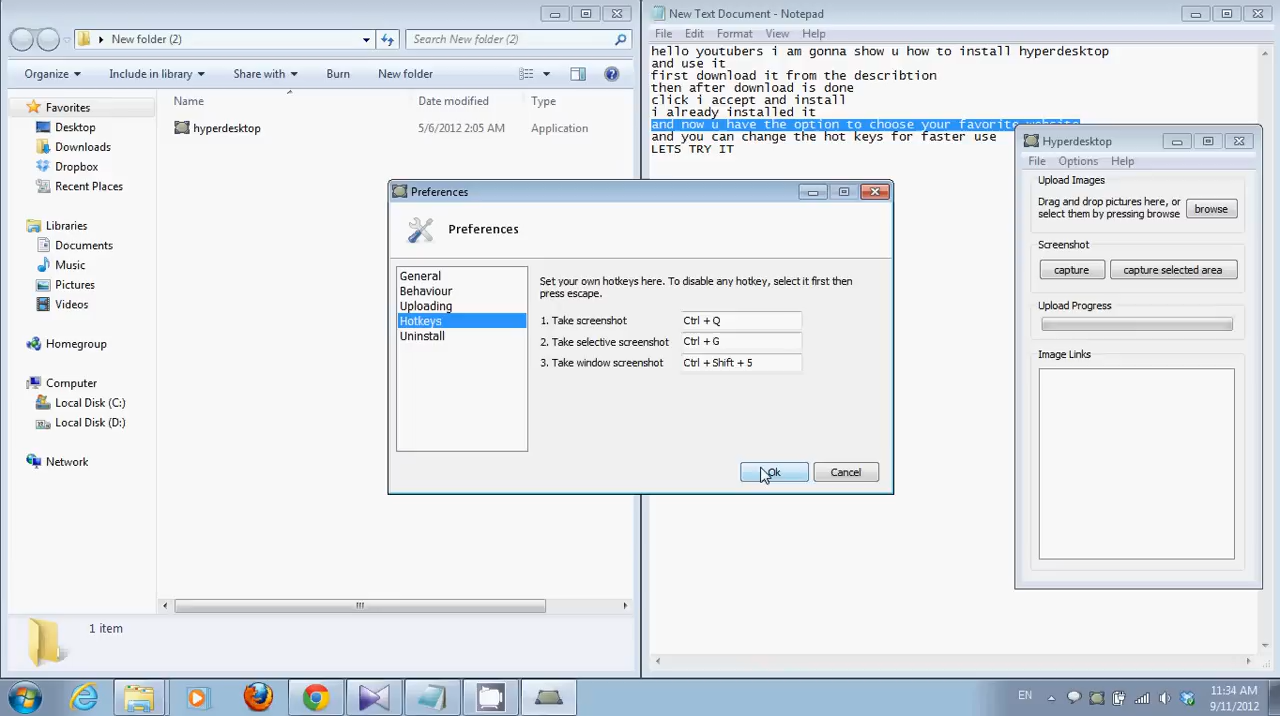 New folder (2)
Search New folder (2)
Organize
Include in library
Share with
Burn
New folder
Favorites
Desktop
Downloads
Dropbox
Recent Places
Libraries
Documents
Music
Pictures
Videos
Homegroup
Computer
Local Disk (C:)
Local Disk (D:)
Network
Name
Date modified
Type
hyperdesktop
5/6/2012 2:05 AM
Application
1 item
New Text Document - Notepad
File Edit Format View Help
hello youtubers i am gonna show u how to install hyperdesktop
and use it
first download it from the describtion
then after download is done
click i accept and install
i already installed it
and now u have the option to choose your favorite website
and you can change the hot keys for faster use
LETS TRY IT
Preferences
Preferences
General
Behaviour
Uploading
Hotkeys
Uninstall
Set your own hotkeys here. To disable any hotkey, select it first then
press escape.
1. Take screenshot Ctrl + Q
2. Take selective screenshot Ctrl + G
3. Take window screenshot Ctrl + Shift + 5
Ok
Cancel
Hyperdesktop
File Options Help
Upload Images
Drag and drop pictures here, or
select them by pressing browse
browse
Screenshot
capture
capture selected area
Upload Progress
Image Links
EN
11:34 AM
9/11/2012